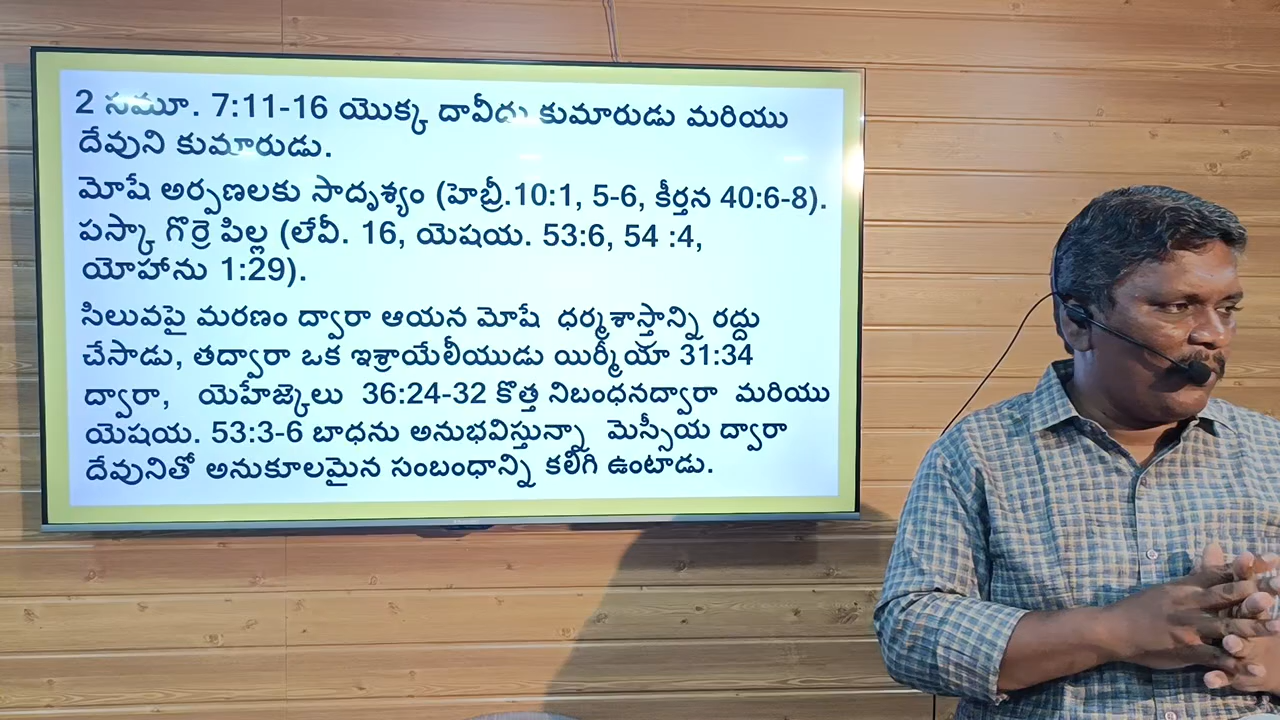 2 సమూ. 7:11-16 యొక్క దావీదు కుమారుడు మరియు
దేవుని కుమారుడు.
మోషే అర్పణలకు సాదృశ్యం (హెబ్రీ.10:1, 5-6, కీర్తన 40:6-8).
పస్కా గొర్రె పిల్ల (లేవీ. 16, యెషయ. 53:6, 54 :4,
యోహాను 1:29).
సిలువపై మరణం ద్వారా ఆయన మోషే ధర్మశాస్త్రాన్ని రద్దు
చేసాడు, తద్వారా ఒక ఇశ్రాయేలీయుడు యిర్మీయా 31:34
ద్వారా, యెహేజ్కెలు 36:24-32 కొత్త నిబంధనద్వారా మరియు
యెషయ. 53:3-6 బాధను అనుభవిస్తున్నా మెస్సీయ ద్వారా
దేవునితో అనుకూలమైన సంబంధాన్ని కలిగి ఉంటాడు.